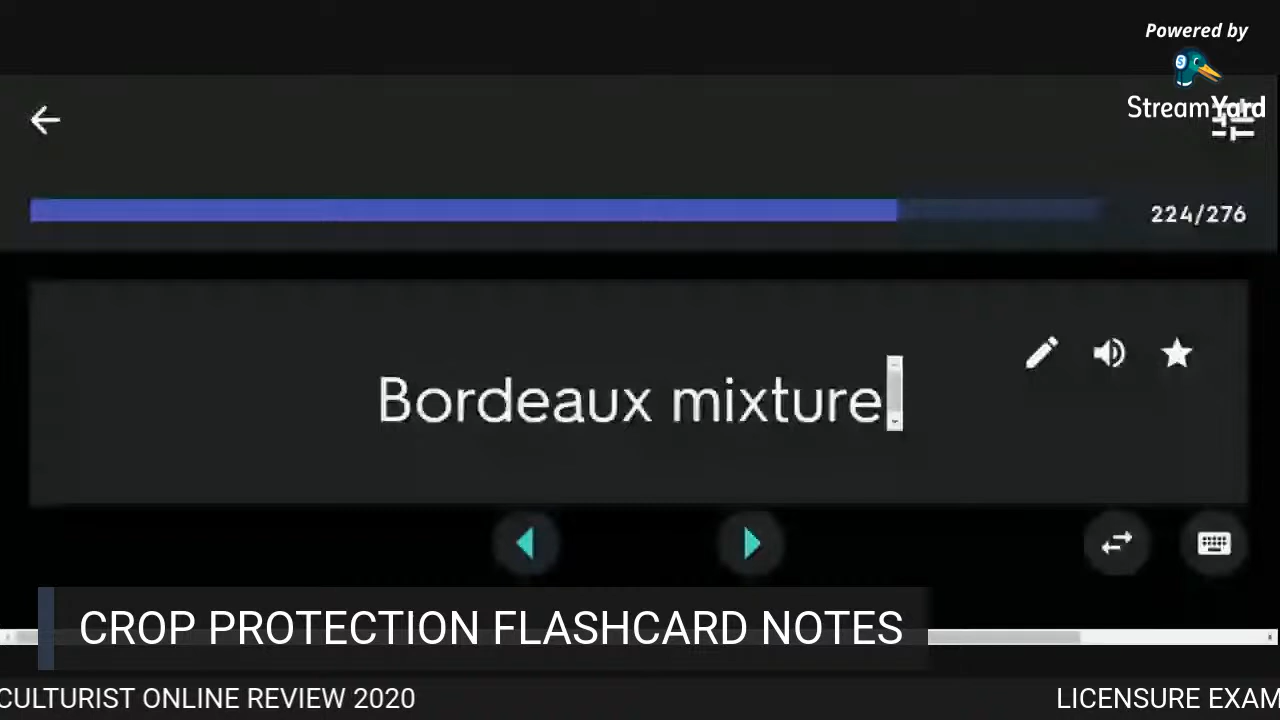 Powered by
StreamYard
224/276
Bordeaux mixture
CROP PROTECTION FLASHCARD NOTES
CULTURIST ONLINE REVIEW 2020
LICENSURE EXAM